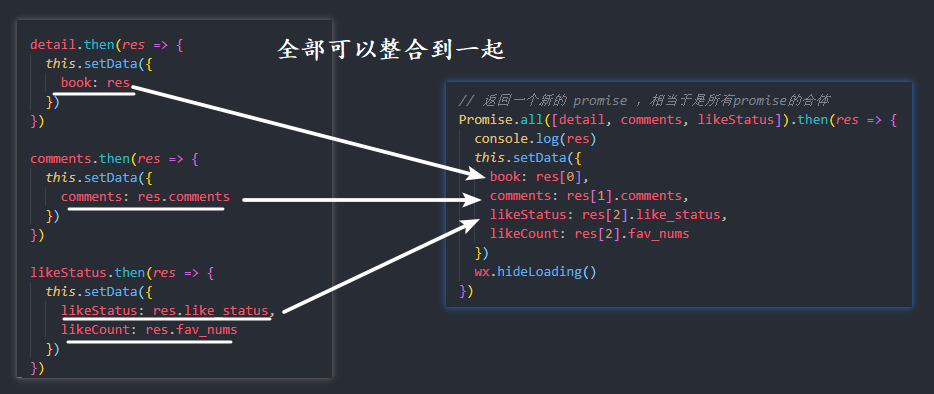 detail.then(res => {
this.setData({
book: res
})
})
comments.then(res => {
this.setData({
comments: res.comments
})
})
likeStatus.then(res => {
this.setData({
likeStatus: res.like_status,
likeCount: res.fav_nums
})
})
全部可以整合到一起
// 返回一个新的 promise ，相当于是所有promise的合体
Promise.all([detail, comments, likeStatus]).then(res => {
console.log(res)
this.setData({
book: res[0],
comments: res[1].comments,
likeStatus: res[2].like_status,
likeCount: res[2].fav_nums
})
wx.hideLoading()
})